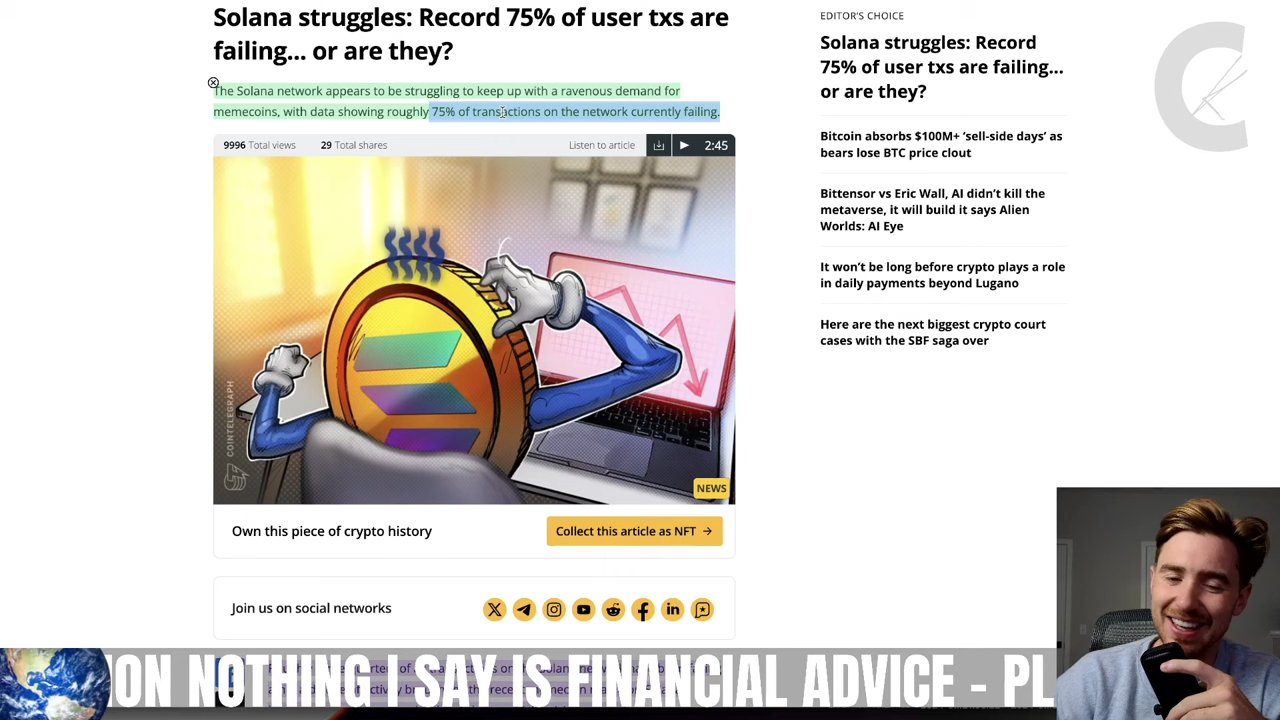 Solana struggles: Record 75% of user txs are
failing... or are they?
The Solana network appears to be struggling to keep up with a ravenous demand for
memecoins, with data showing roughly 75% of transactions on the network currently failing.
9996 Total views 29 Total shares Listen to article 2:45
COINTELEGRAPH
NEWS
Own this piece of crypto history
Collect this article as NFT →
Join us on social networks
EDITOR'S CHOICE
Solana struggles: Record
75% of user txs are failing...
or are they?
Bitcoin absorbs $100M+ ‘sell-side days’ as
bears lose BTC price clout
Bittensor vs Eric Wall, AI didn’t kill the
metaverse, it will build it says Alien
Worlds: AI Eye
It won’t be long before crypto plays a role
in daily payments beyond Lugano
Here are the next biggest crypto court
cases with the SBF saga over
ION NOTHING I SAY IS FINANCIAL ADVICE - PL